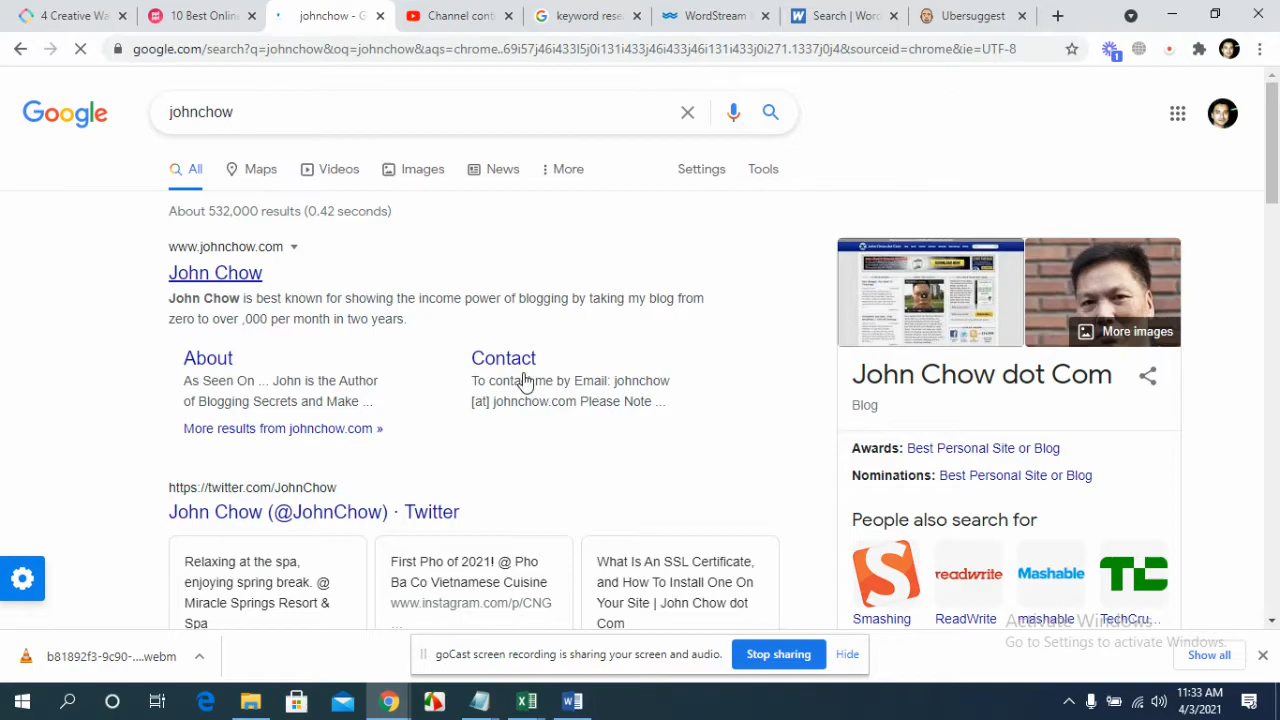 4 Creative Wa
10 Best Online
johnchow - G
Channel cont
keyword rese
WordStream
Search | Word
Ubersuggest
google.com/search?q=johnchow&oq=johnchow&aqs=chrome..69i57j46i433l5j0i131i433j46i433j46i131i433j0i271.1337j0j4&sourceid=chrome&ie=UTF-8
1
Google
johnchow
All
Maps
Videos
Images
News
More
Settings
Tools
About 532,000 results (0.42 seconds)
www.johnchow.com
John Chow
John Chow is best known for showing the income power of blogging by taking my blog from
zero to over ,000 per month in two years.
About
As Seen On ... John is the Author
of Blogging Secrets and Make ...
Contact
To contact me by Email: johnchow
[at] johnchow.com Please Note ...
More results from johnchow.com »
https://twitter.com/JohnChow
John Chow (@JohnChow) · Twitter
Relaxing at the spa,
enjoying spring break. @
Miracle Springs Resort &
Spa
First Pho of 2021! @ Pho
Ba Co Vietnamese Cuisine
www.instagram.com/p/CNG
...
What Is An SSL Certificate,
and How To Install One On
Your Site | John Chow dot
Com
More images
John Chow dot Com
Blog
Awards: Best Personal Site or Blog
Nominations: Best Personal Site or Blog
People also search for
readwrite
Mashable
TC
Smashing
ReadWrite
mashable
TechCru...
Activate Windows
Go to Settings to activate Windows.
b81892f3-9c90-....webm
Fast screen recording is sharing your screen and audio.
Stop sharing
Hide
Show all
11:33 AM
4/3/2021